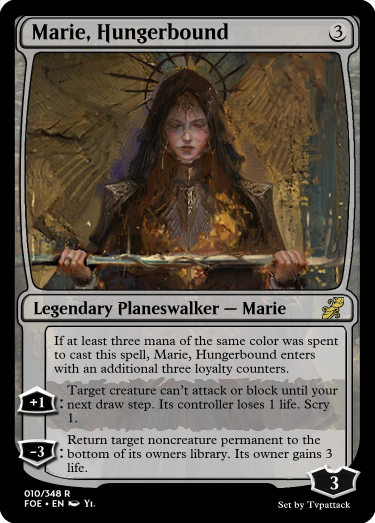 Marie, Hungerbound 3
Legendary Planeswalker — Marie
If at least three mana of the same color was spent
to cast this spell, Marie, Hungerbound enters
with an additional three loyalty counters.
+1: Target creature can't attack or block until your
next draw step. Its controller loses 1 life. Scry
1.
-3: Return target noncreature permanent to the
bottom of its owners library. Its owner gains 3
life.
3
010/348 R
FOE • EN Y1.
Set by Tvpattack